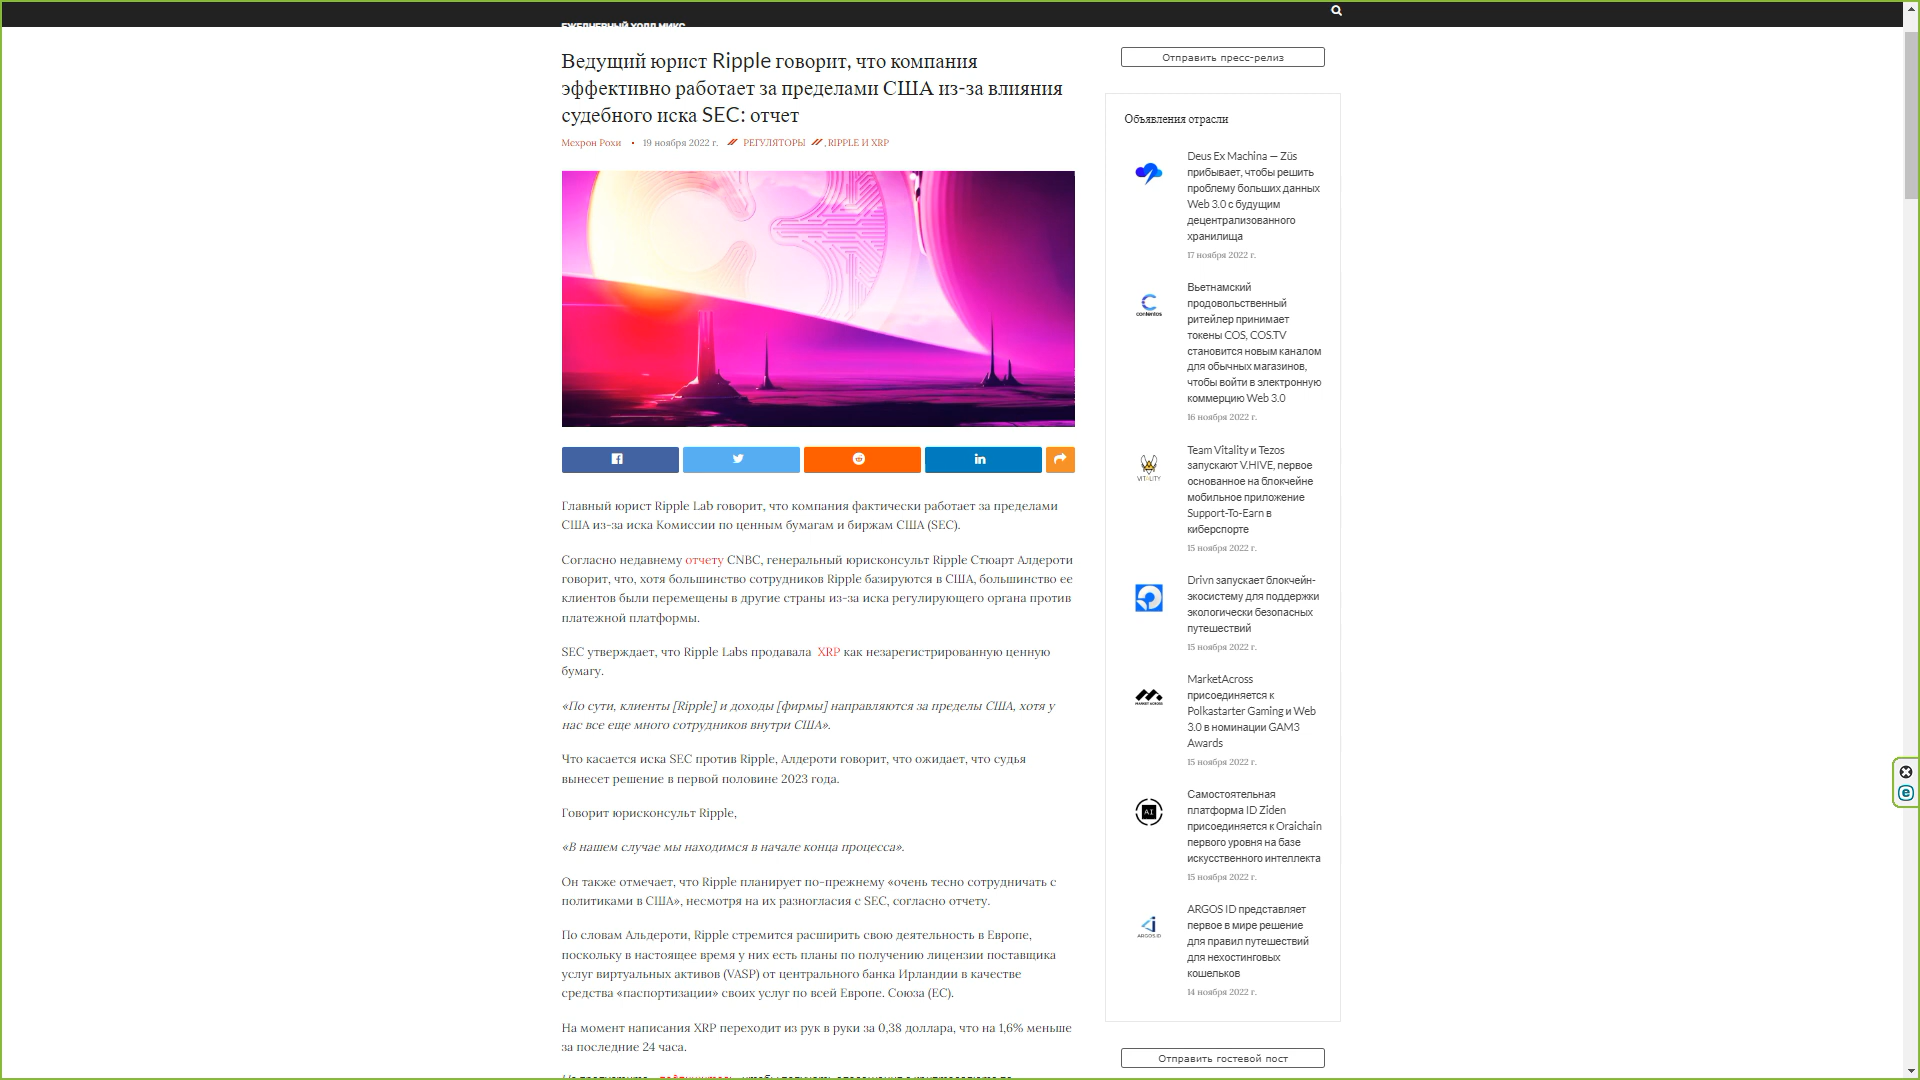 ЕЖЕДНЕВНЫЙ ХОДЛ МИКС
Ведущий юрист Ripple говорит, что компания
эффективно работает за пределами США из-за влияния
судебного иска SEC: отчет
Мехрон Рохи • 19 ноября 2022 г. РЕГУЛЯТОРЫ , RIPPLE И XRP
Главный юрист Ripple Lab говорит, что компания фактически работает за пределами
США из-за иска Комиссии по ценным бумагам и биржам США (SEC).
Согласно недавнему отчету CNBC, генеральный юрисконсульт Ripple Стюарт Алдероти
говорит, что, хотя большинство сотрудников Ripple базируются в США, большинство ее
клиентов были перемещены в другие страны из-за иска регулирующего органа против
платежной платформы.
SEC утверждает, что Ripple Labs продавала XRP как незарегистрированную ценную
бумагу.
«По сути, клиенты [Ripple] и доходы [фирмы] направляются за пределы США, хотя у
нас все еще много сотрудников внутри США».
Что касается иска SEC против Ripple, Алдероти говорит, что ожидает, что судья
вынесет решение в первой половине 2023 года.
Говорит юрисконсульт Ripple,
«В нашем случае мы находимся в начале конца процесса».
Он также отмечает, что Ripple планирует по-прежнему «очень тесно сотрудничать с
политиками в США», несмотря на их разногласия с SEC, согласно отчету.
По словам Альдероти, Ripple стремится расширить свою деятельность в Европе,
поскольку в настоящее время у них есть планы по получению лицензии поставщика
услуг виртуальных активов (VASP) от центрального банка Ирландии в качестве
средства «паспортизации» своих услуг по всей Европе. Союза (ЕС).
На момент написания XRP переходит из рук в руки за 0,38 доллара, что на 1,6% меньше
за последние 24 часа.
Отправить пресс-релиз
Объявления отрасли
Deus Ex Machina — Züs
прибывает, чтобы решить
проблему больших данных
Web 3.0 с будущим
децентрализованного
хранилища
17 ноября 2022 г.
contentos
Вьетнамский
продовольственный
ритейлер принимает
токены COS, COS.TV
становится новым каналом
для обычных магазинов,
чтобы войти в электронную
коммерцию Web 3.0
16 ноября 2022 г.
VITALITY
Team Vitality и Tezos
запускают V.HIVE, первое
основанное на блокчейне
мобильное приложение
Support-To-Earn в
киберспорте
15 ноября 2022 г.
Drivn запускает блокчейн-
экосистему для поддержки
экологически безопасных
путешествий
15 ноября 2022 г.
MARKET ACROSS
MarketAcross
присоединяется к
Polkastarter Gaming и Web
3.0 в номинации GAM3
Awards
15 ноября 2022 г.
AI
Самостоятельная
платформа ID Ziden
присоединяется к Oraichain
первого уровня на базе
искусственного интеллекта
15 ноября 2022 г.
ARGOS ID
ARGOS ID представляет
первое в мире решение
для правил путешествий
для нехостинговых
кошельков
14 ноября 2022 г.
Отправить гостевой пост